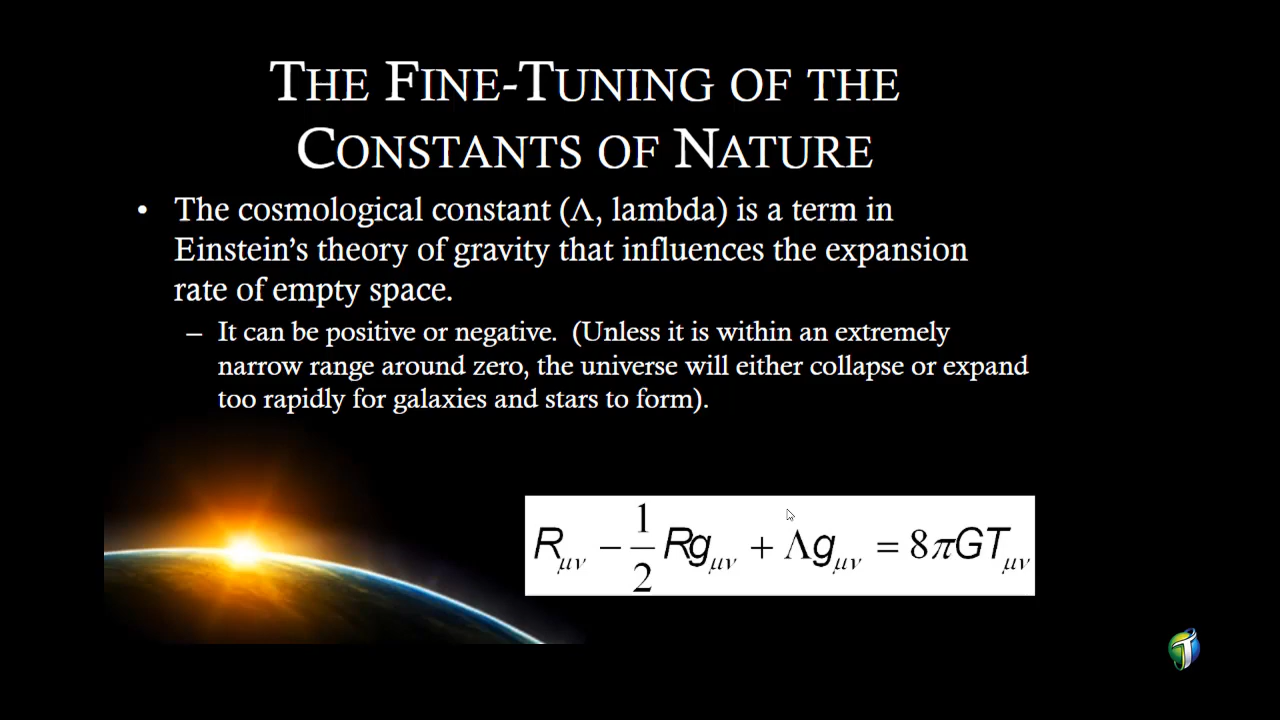 THE FINE-TUNING OF THE
CONSTANTS OF NATURE
• The cosmological constant (Λ, lambda) is a term in
Einstein’s theory of gravity that influences the expansion
rate of empty space.
– It can be positive or negative. (Unless it is within an extremely
narrow range around zero, the universe will either collapse or expand
too rapidly for galaxies and stars to form).
R_μν − 1/2 Rg_μν + Λg_μν = 8πGT_μν
T